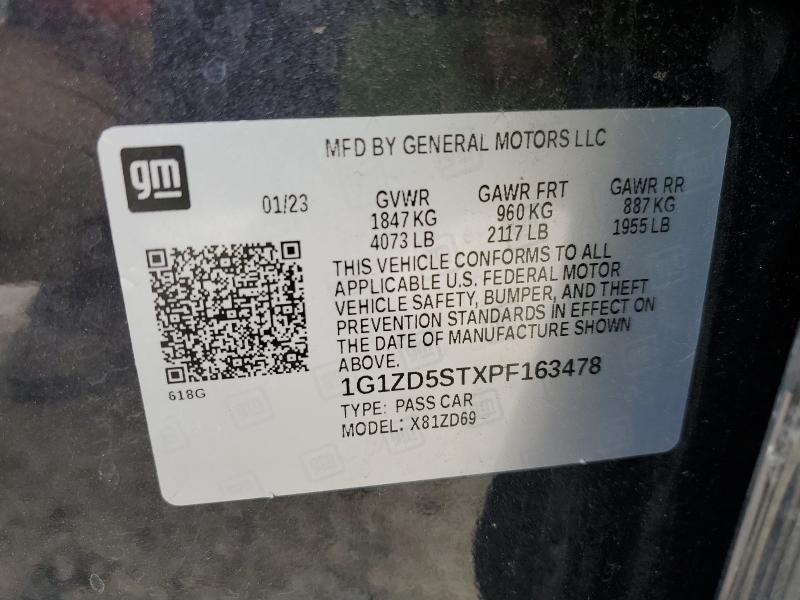 MFD BY GENERAL MOTORS LLC
gm
01/23
GVWR GAWR FRT GAWR RR
1847 KG 960 KG 887 KG
4073 LB 2117 LB 1955 LB
THIS VEHICLE CONFORMS TO ALL
APPLICABLE U.S. FEDERAL MOTOR
VEHICLE SAFETY, BUMPER, AND THEFT
PREVENTION STANDARDS IN EFFECT ON
THE DATE OF MANUFACTURE SHOWN
ABOVE.
618G
1G1ZD5STXPF163478
TYPE: PASS CAR
MODEL: X81ZD69